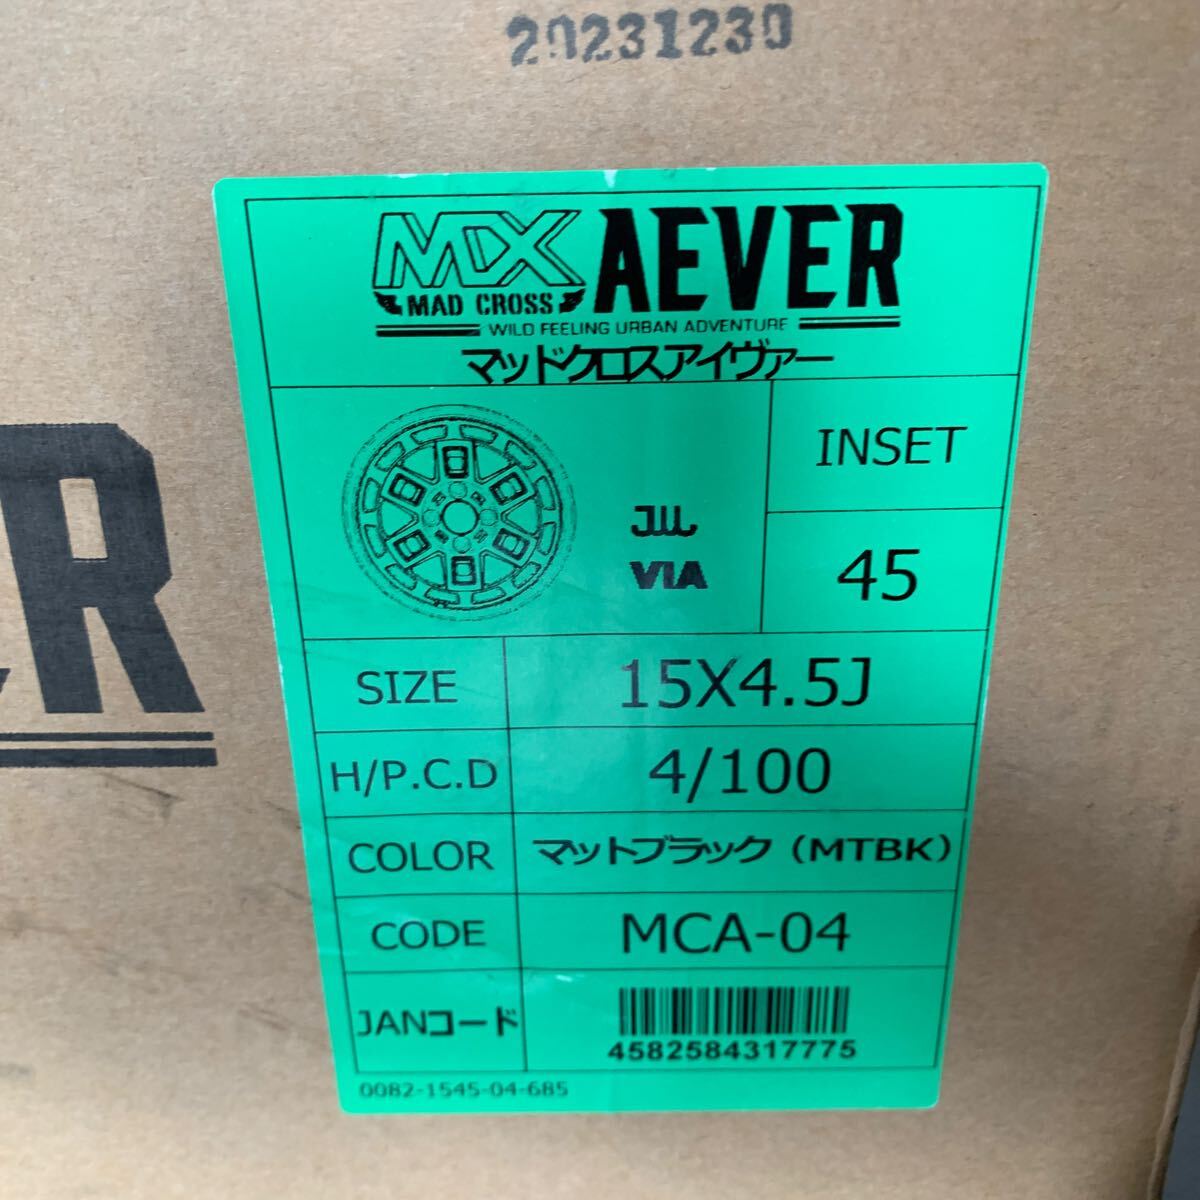 20231230
MX AEVER
MAD CROSS
WILD FEELING URBAN ADVENTURE
マッドクロスアイヴァー
INSET
JWL
VIA
45
SIZE 15X4.5J
H/P.C.D 4/100
COLOR マットブラック（MTBK）
CODE MCA-04
JANコード
4582584317775
0082-1545-04-685
ER